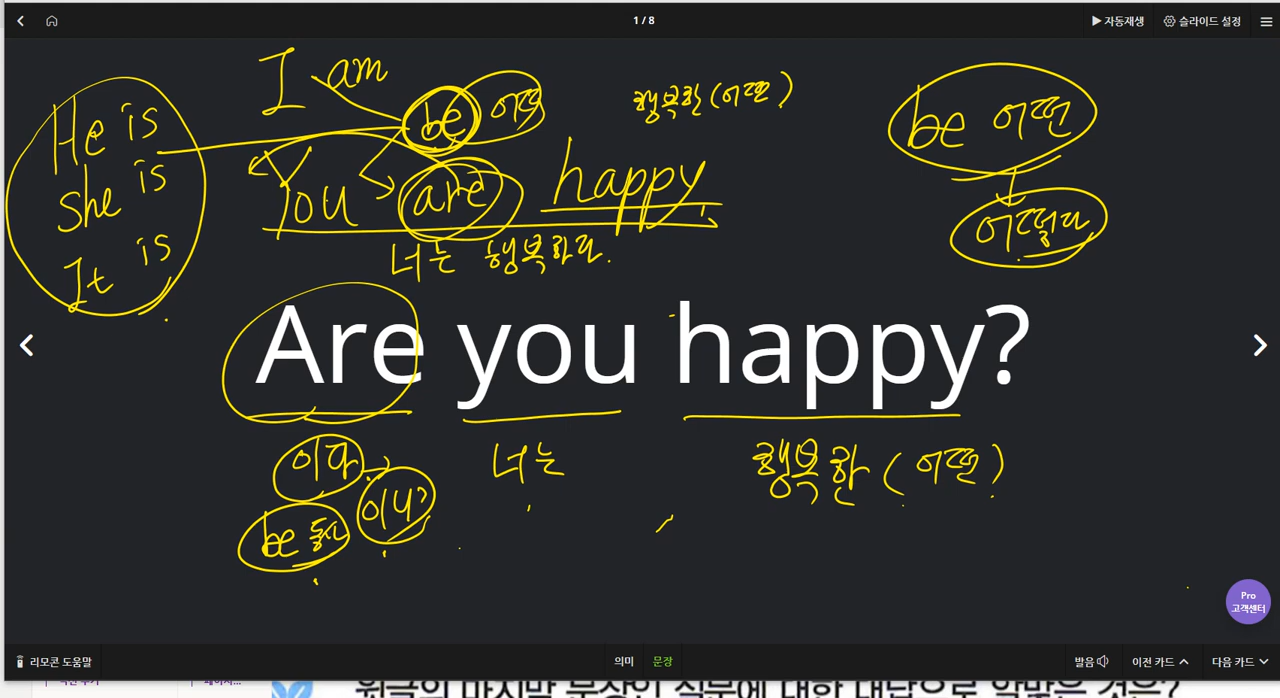 1 / 8
자동재생
슬라이드 설정
I am
be 어떤
행복한 (어떤)
be 어떤
He is
She is
It is
You are happy
어떻다
너는 행복하다.
Are you happy?
이다
너는
행복한 (어떤)
이니?
be 동사
Pro
고객센터
리모콘 도움말
의미
문장
발음
이전 카드
다음 카드